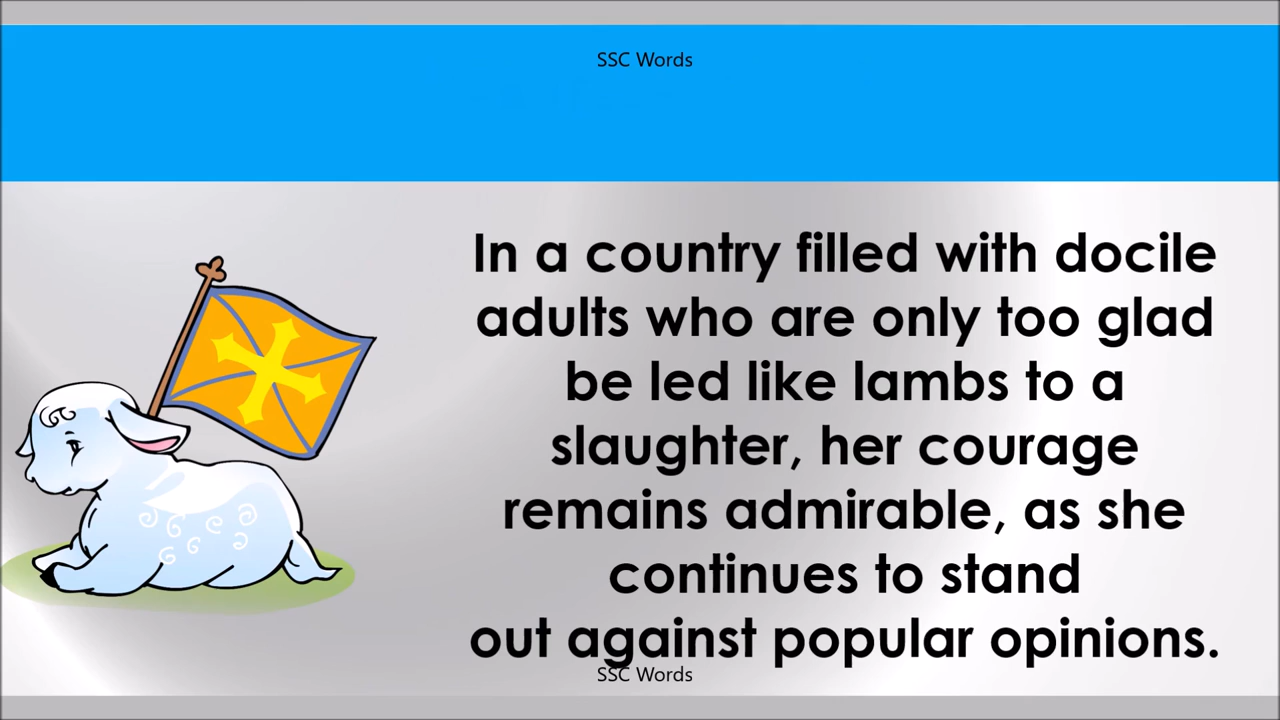 SSC Words
In a country filled with docile
adults who are only too glad
be led like lambs to a
slaughter, her courage
remains admirable, as she
continues to stand
out against popular opinions.
SSC Words